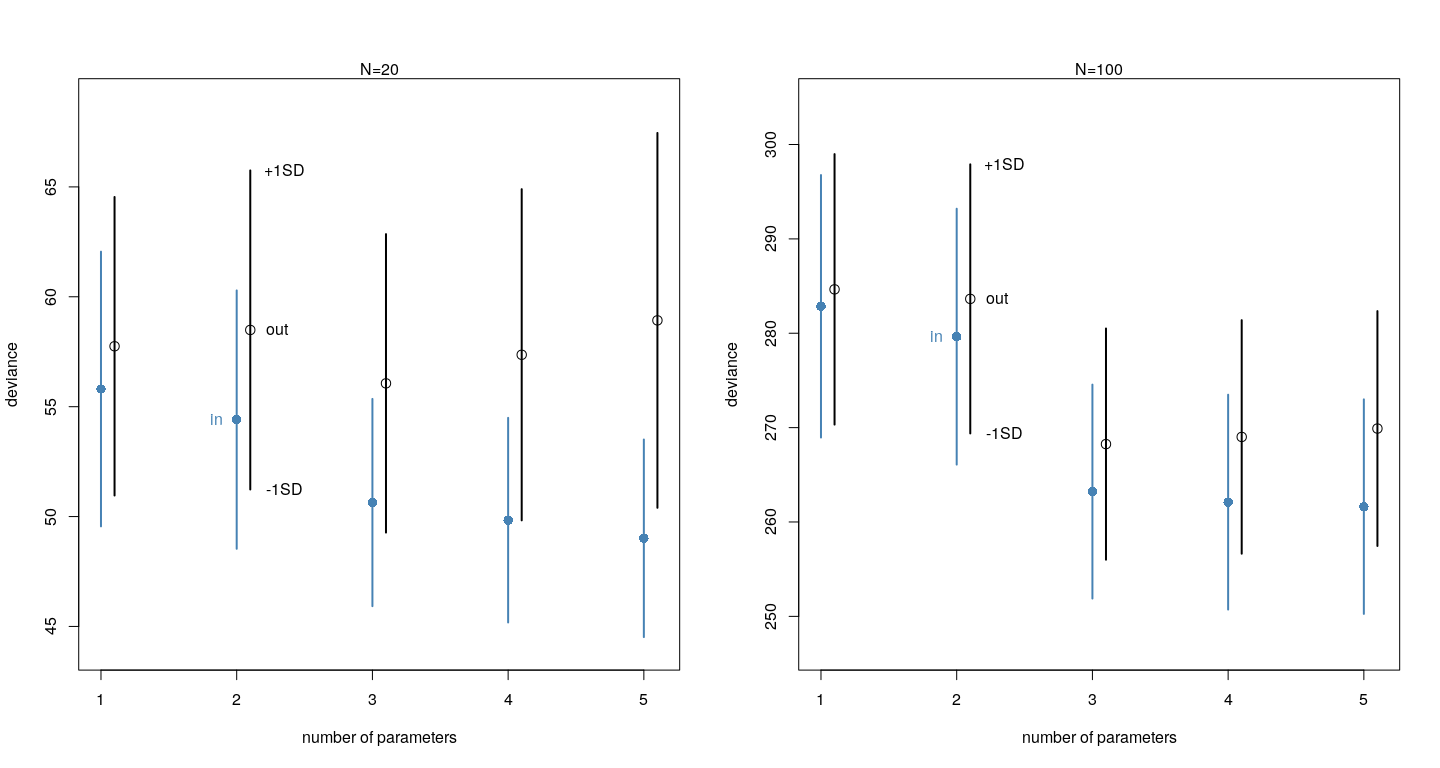 N=20
deviance
65
60
55
50
45
+1SD
out
in
-1SD
1 2 3 4 5
number of parameters
N=100
deviance
300
290
280
270
260
250
+1SD
out
in
-1SD
1 2 3 4 5
number of parameters